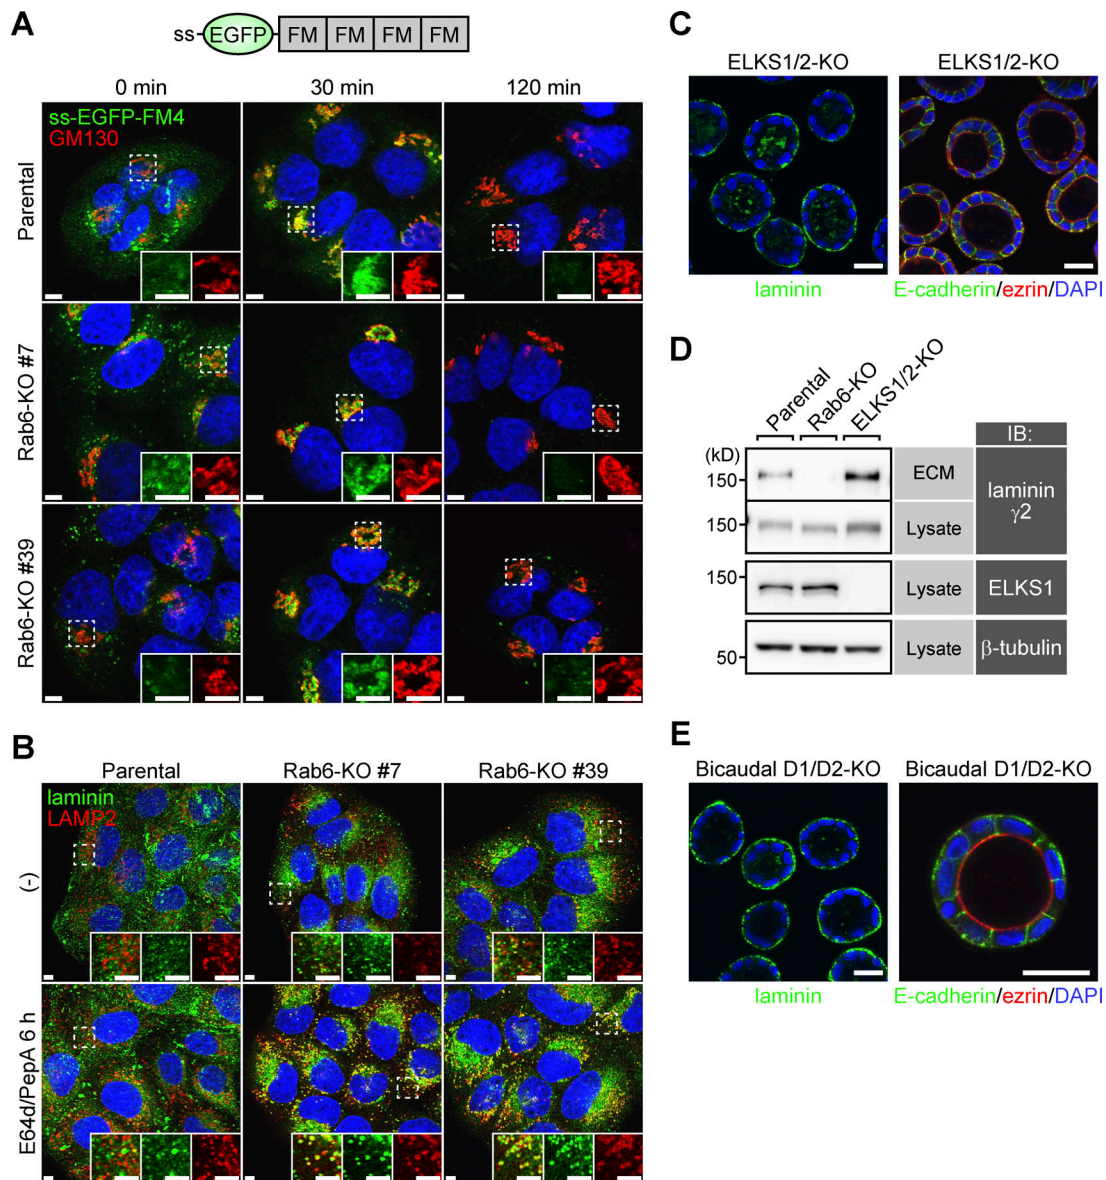 A
ss-EGFP-FM FM FM FM
0 min 30 min 120 min
ss-EGFP-FM4
GM130
Parental
Rab6-KO #7
Rab6-KO #39
B
Parental Rab6-KO #7 Rab6-KO #39
laminin
LAMP2
(-)
E64d/PepA 6 h
C
ELKS1/2-KO ELKS1/2-KO
laminin E-cadherin/ezrin/DAPI
D
Parental Rab6-KO ELKS1/2-KO
IB:
(kD)
150- ECM laminin γ2
150- Lysate
150- Lysate ELKS1
50- Lysate β-tubulin
E
Bicaudal D1/D2-KO Bicaudal D1/D2-KO
laminin E-cadherin/ezrin/DAPI